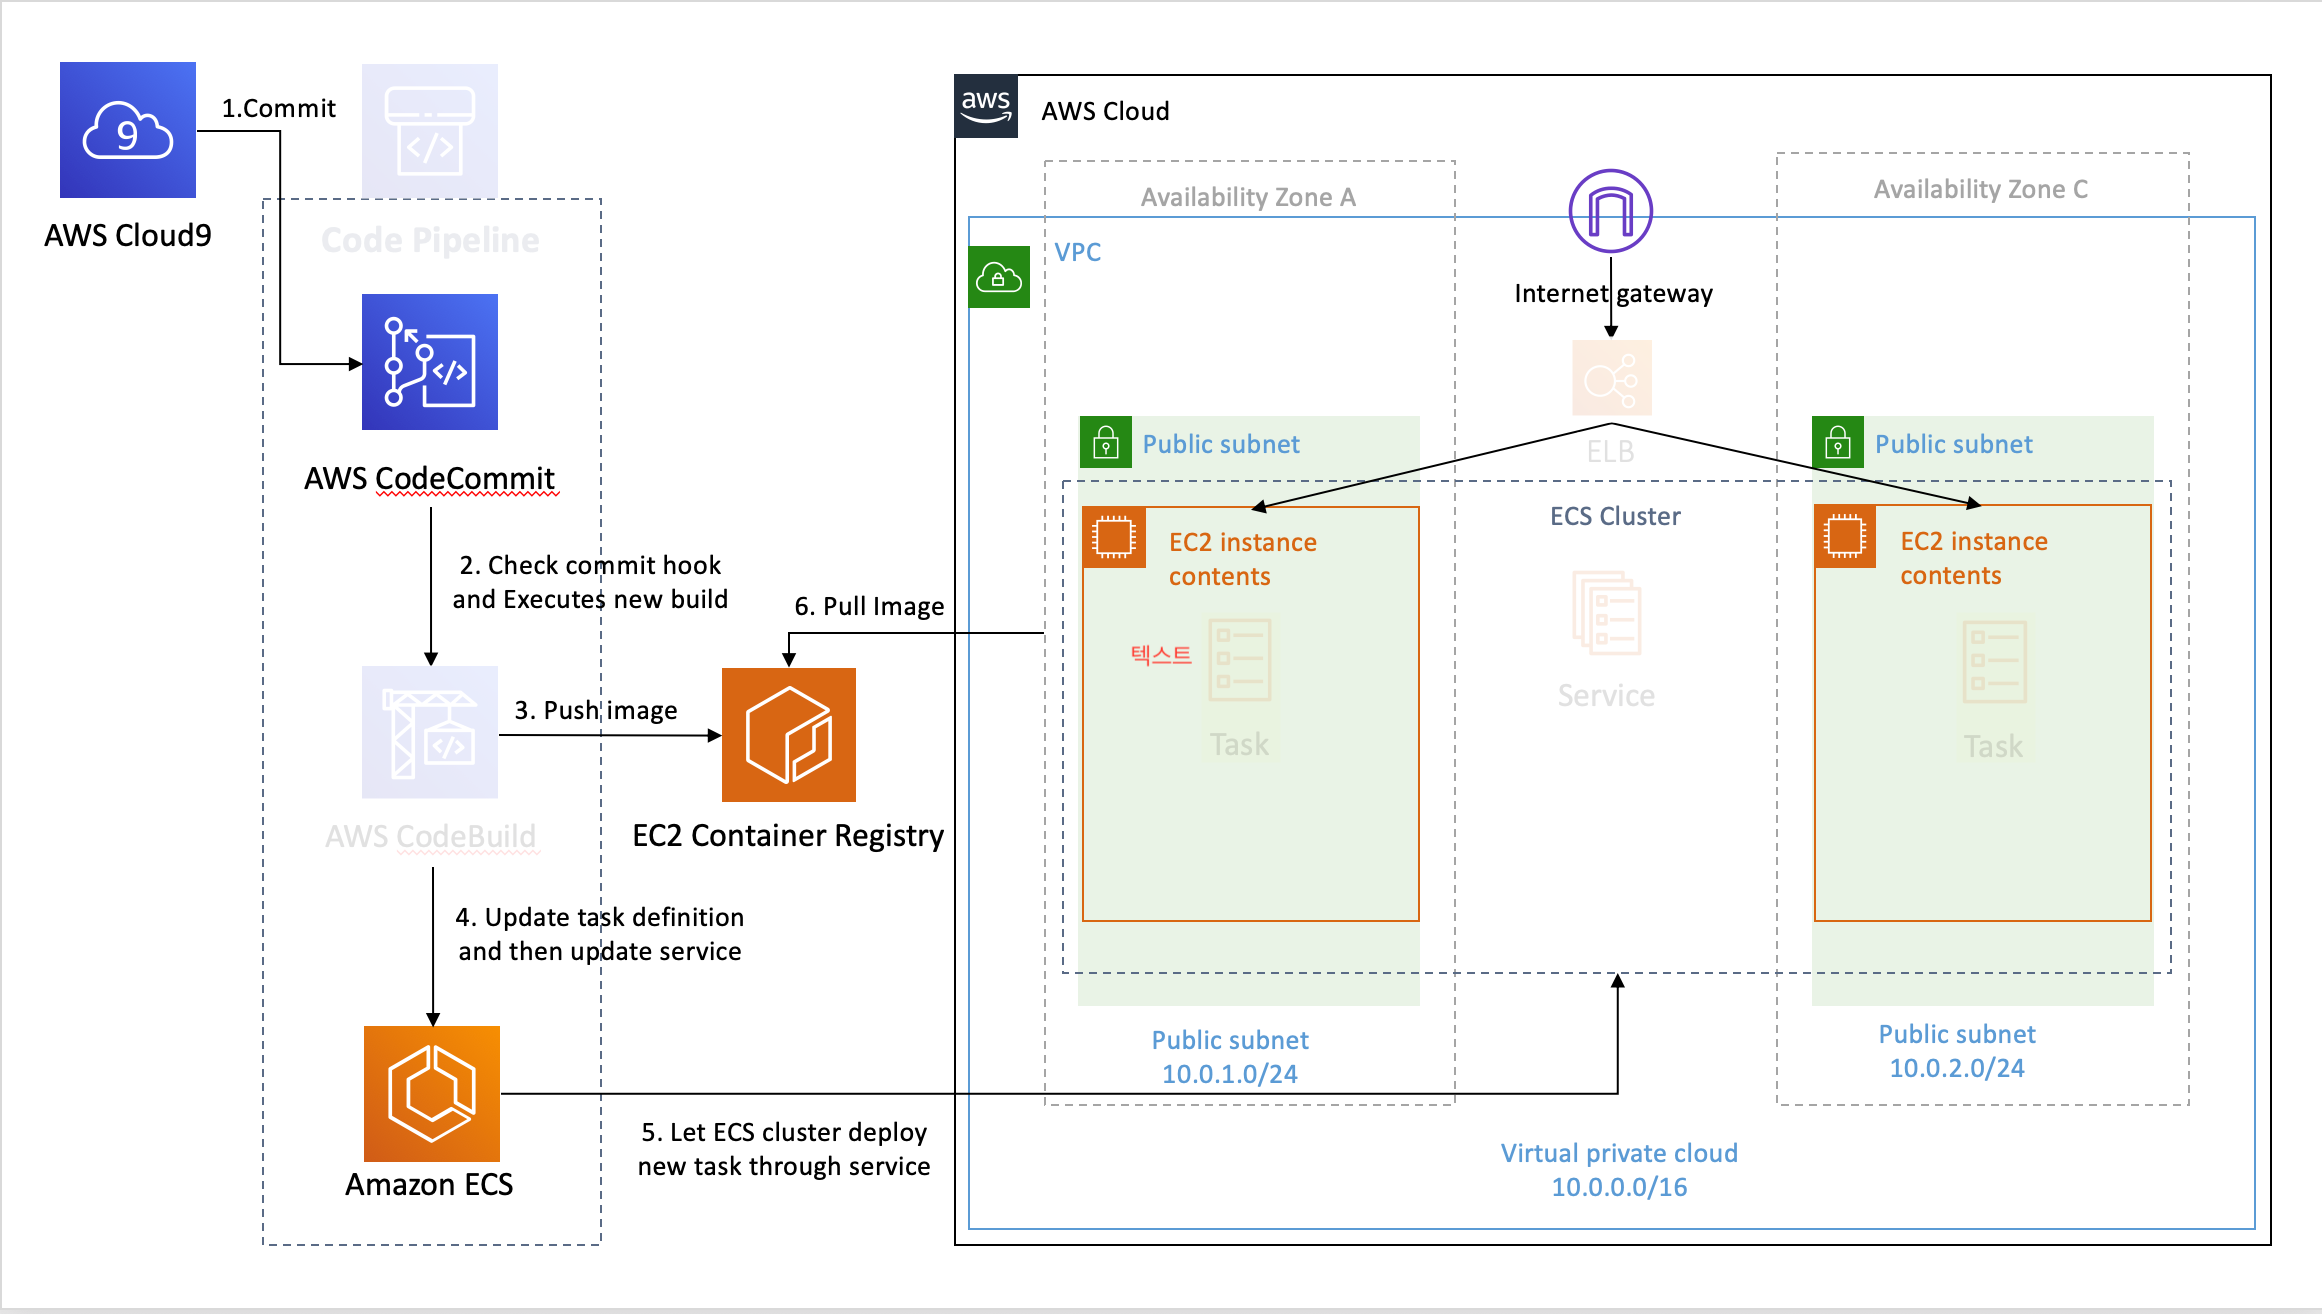 1.Commit
9
AWS Cloud9
Code Pipeline
AWS CodeCommit
2. Check commit hook
and Executes new build
3. Push image
AWS CodeBuild
EC2 Container Registry
6. Pull Image
4. Update task definition
and then update service
Amazon ECS
5. Let ECS cluster deploy
new task through service
aws
AWS Cloud
Availability Zone A
Availability Zone C
VPC
Internet gateway
ELB
Public subnet
Public subnet
ECS Cluster
EC2 instance
contents
EC2 instance
contents
텍스트
Task
Service
Task
Public subnet
10.0.1.0/24
Public subnet
10.0.2.0/24
Virtual private cloud
10.0.0.0/16